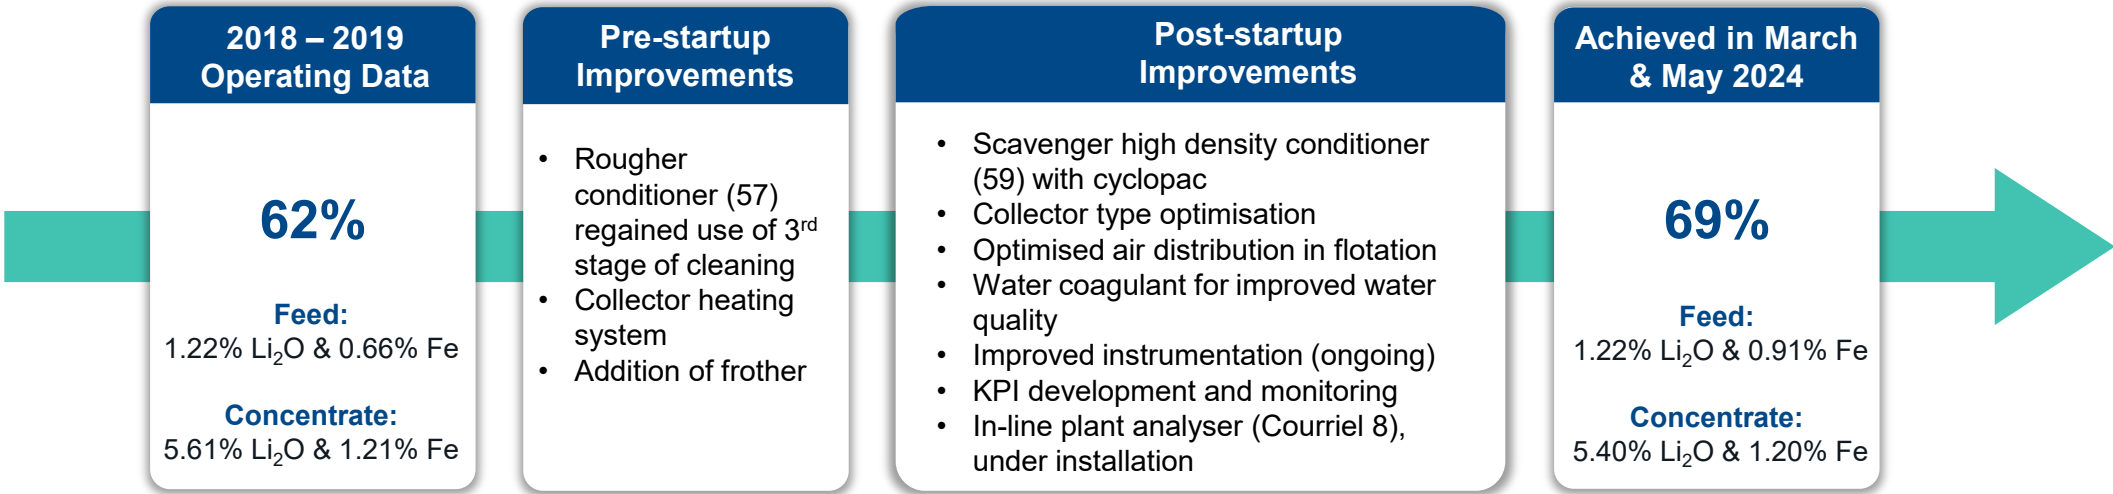 2018 – 2019
Operating Data
62%
Feed:
1.22% Li₂O & 0.66% Fe
Concentrate:
5.61% Li₂O & 1.21% Fe
Pre-startup
Improvements
• Rougher
conditioner (57)
regained use of 3rd
stage of cleaning
• Collector heating
system
• Addition of frother
Post-startup
Improvements
• Scavenger high density conditioner
(59) with cyclopac
• Collector type optimisation
• Optimised air distribution in flotation
• Water coagulant for improved water
quality
• Improved instrumentation (ongoing)
• KPI development and monitoring
• In-line plant analyser (Courriel 8),
under installation
Achieved in March
& May 2024
69%
Feed:
1.22% Li₂O & 0.91% Fe
Concentrate:
5.40% Li₂O & 1.20% Fe